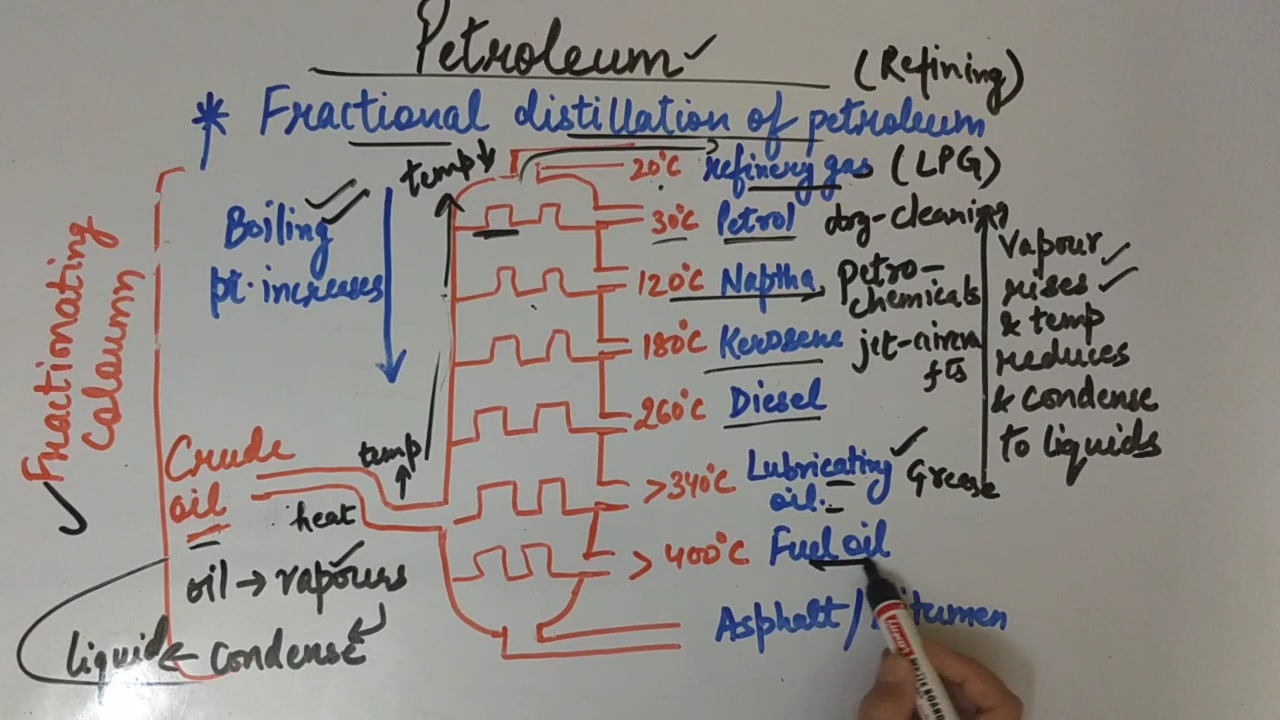 Petroleum
(Refining)
* Fractional distillation of petroleum
temp↓
20°C refinery gas (LPG)
Boiling
pt. increases
30°C Petrol dry-cleaning
120°C Naptha Petro-
chemicals
180°C Kerosene jet-aircra
fts
260°C Diesel
>340°C Lubricating
oil. Grease
>400°C Fuel oil
Asphalt/
Vapour
rises
& temp
reduces
& condense
to liquids
Fractionating
Coleumn
Crude
oil
temp
↑
heat
oil → vapours
liquid ← condense